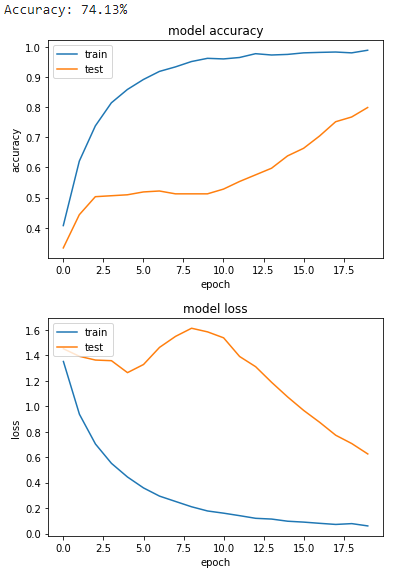 Accuracy: 74.13%
model accuracy
1.0
0.9
0.8
0.7
0.6
0.5
0.4
accuracy
train
test
0.0 2.5 5.0 7.5 10.0 12.5 15.0 17.5
epoch
model loss
1.6
1.4
1.2
1.0
0.8
0.6
0.4
0.2
0.0
loss
train
test
0.0 2.5 5.0 7.5 10.0 12.5 15.0 17.5
epoch